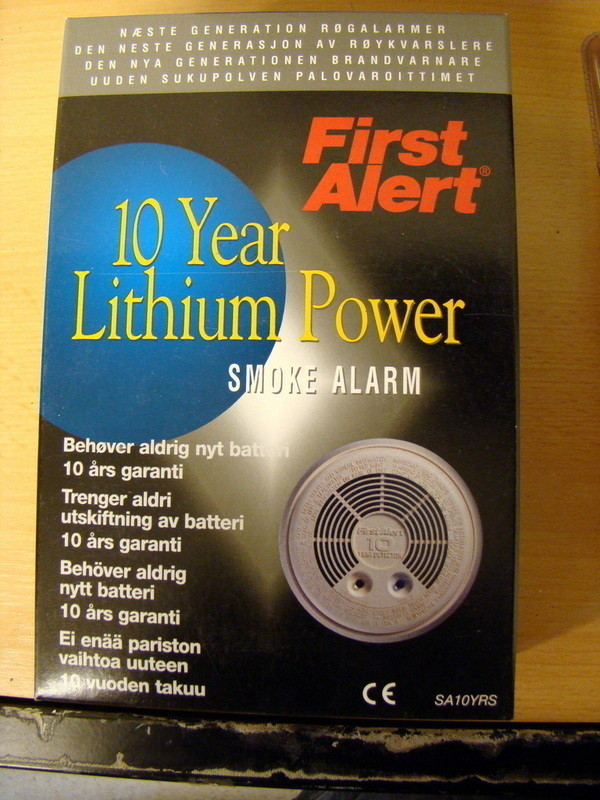 NÆSTE GENERATION RØGALARMER
DEN NESTE GENERASJON AV RØYKVARSLERE
DEN NYA GENERATIONEN BRANDVARNARE
UUDEN SUKUPOLVEN PALOVAROITTIMET
First
Alert®
10 Year
Lithium Power
SMOKE ALARM
Behøver aldrig nyt batteri
10 års garanti
Trenger aldri
utskiftning av batteri
10 års garanti
Behöver aldrig
nytt batteri
10 års garanti
Ei enää pariston
vaihtoa uuteen
10 vuoden takuu
First Alert
10
CE
SA10YRS